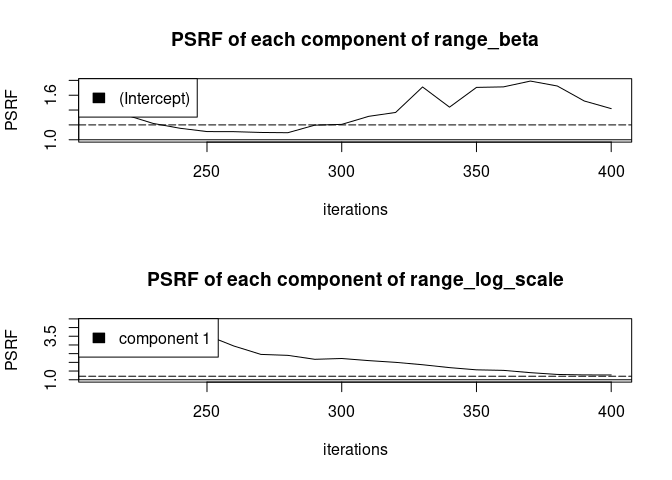 PSRF of each component of range_beta
PSRF
1.6
1.0
(Intercept)
250 300 350 400
iterations
PSRF of each component of range_log_scale
PSRF
3.5
1.0
component 1
250 300 350 400
iterations